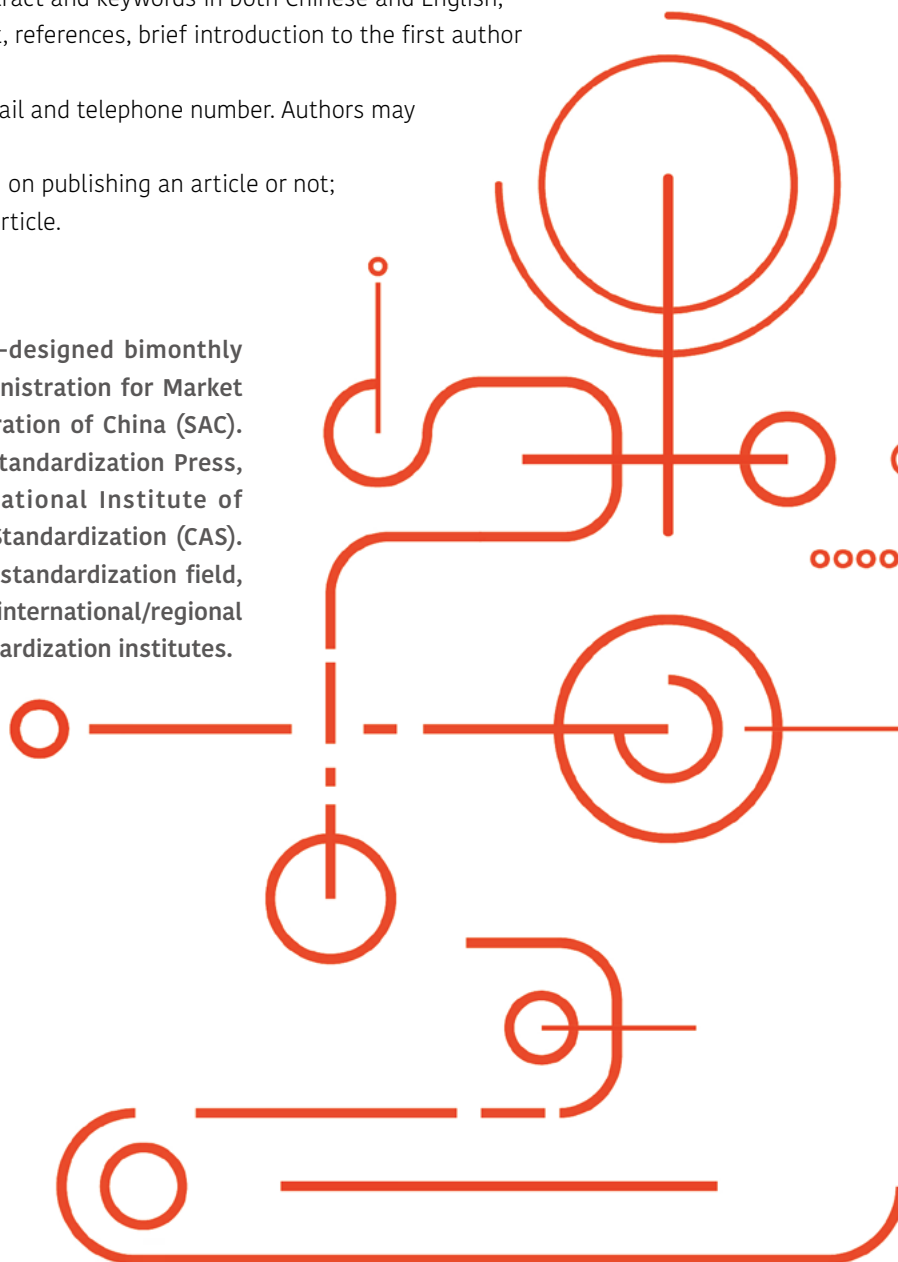 ract and keywords in both Chinese and English,
, references, brief introduction to the first author
ail and telephone number. Authors may
on publishing an article or not;
rticle.
-designed bimonthly
inistration for Market
ration of China (SAC).
tandardization Press,
ational Institute of
Standardization (CAS).
standardization field,
international/regional
ardization institutes.